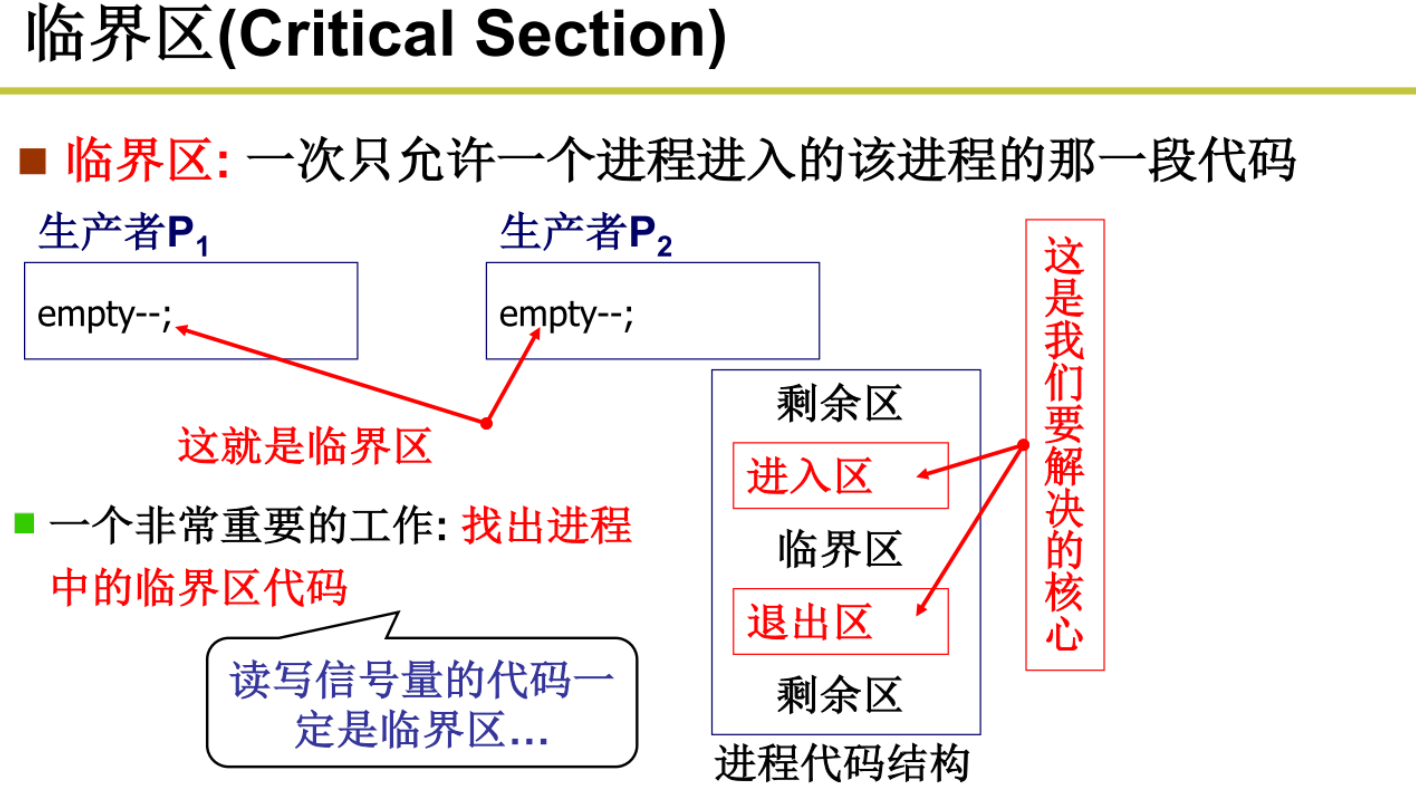 临界区(Critical Section)
临界区: 一次只允许一个进程进入的该进程的那一段代码
生产者P1
生产者P2
empty--;
empty--;
这就是临界区
一个非常重要的工作: 找出进程
中的临界区代码
读写信号量的代码一
定是临界区…
剩余区
进入区
临界区
退出区
剩余区
进程代码结构
这是我们要解决的核心